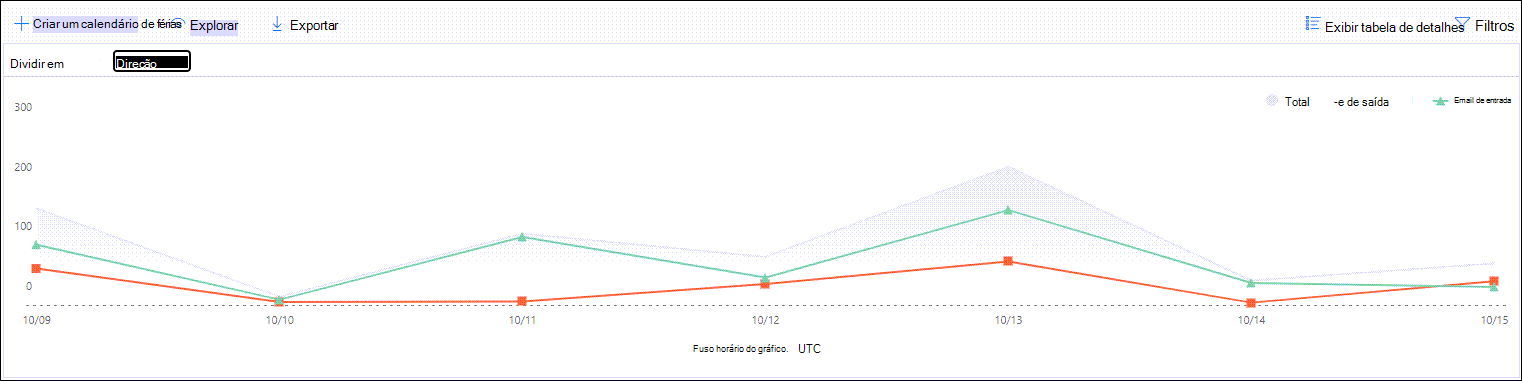 Criar um calendário de férias Explorar Exportar Exibir tabela de detalhes Filtros
Dividir em Direção
Total -e de saída Email de entrada
300
200
100
0
10/09 10/10 10/11 10/12 10/13 10/14 10/15
Fuso horário do gráfico. UTC